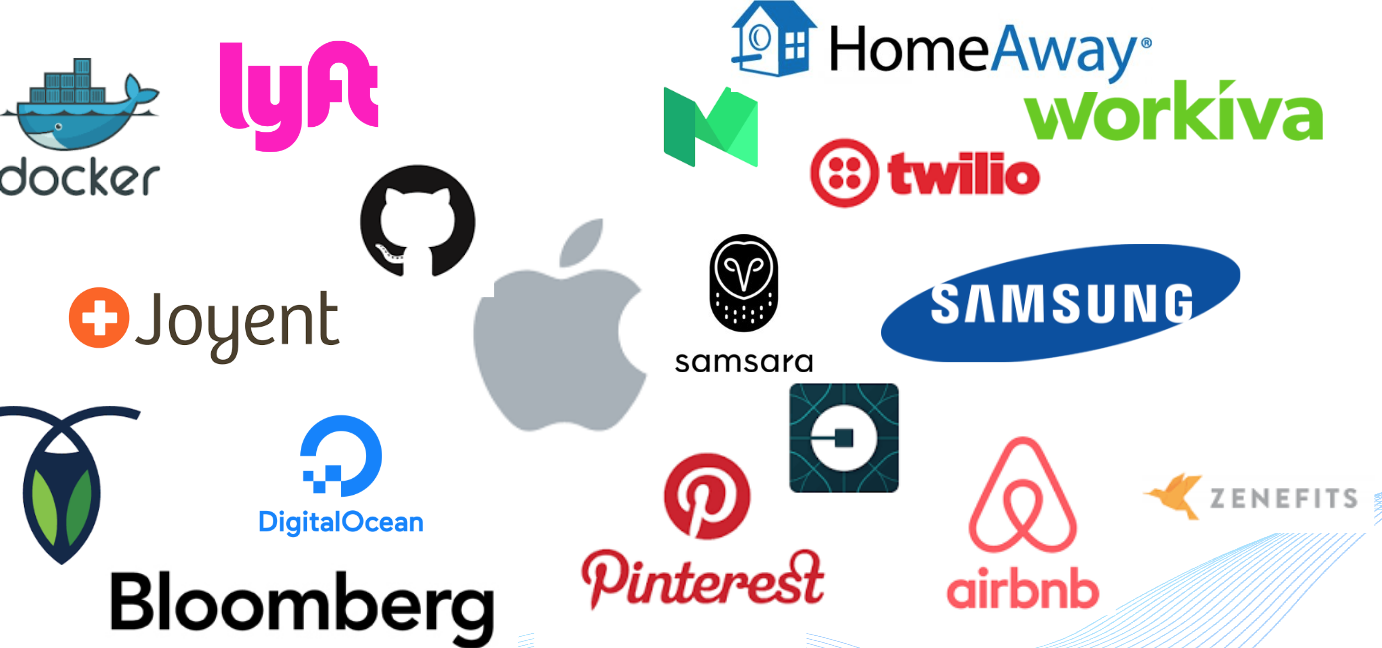 HomeAway®
lyft
workiva
docker
twilio
Joyent
SAMSUNG
samsara
DigitalOcean
ZENEFITS
Pinterest
airbnb
Bloomberg